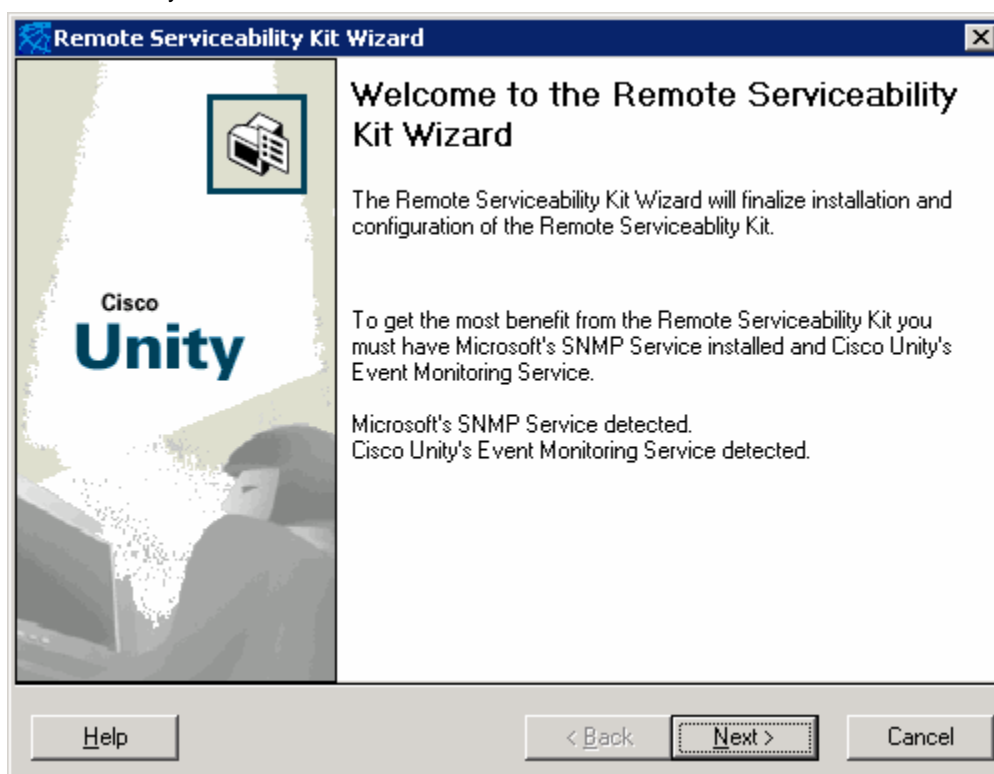 Remote Serviceability Kit Wizard
Welcome to the Remote Serviceability
Kit Wizard
The Remote Serviceability Kit Wizard will finalize installation and
configuration of the Remote Serviceablity Kit.
Cisco
Unity
To get the most benefit from the Remote Serviceability Kit you
must have Microsoft's SNMP Service installed and Cisco Unity's
Event Monitoring Service.
Microsoft's SNMP Service detected.
Cisco Unity's Event Monitoring Service detected.
Help
< Back
Next >
Cancel